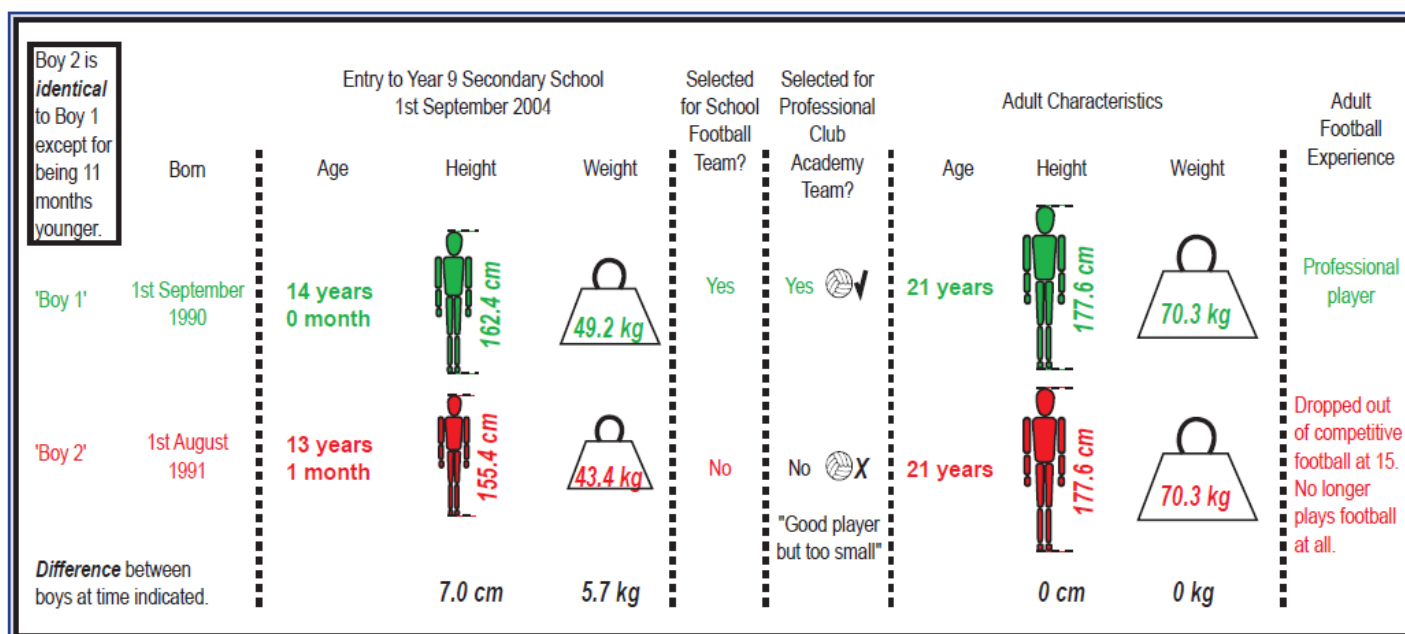 Boy 2 is
identical
to Boy 1
except for
being 11
months
younger.
Born
Entry to Year 9 Secondary School
1st September 2004
Age
Height
Weight
Selected
for School
Football
Team?
Selected for
Professional
Club
Academy
Team?
Adult Characteristics
Age
Height
Weight
Adult
Football
Experience
'Boy 1'
1st September
1990
14 years
0 month
162.4 cm
49.2 kg
Yes
Yes
21 years
177.6 cm
70.3 kg
Professional
player
'Boy 2'
1st August
1991
13 years
1 month
155.4 cm
43.4 kg
No
No X
"Good player
but too small"
21 years
177.6 cm
70.3 kg
Dropped out
of competitive
football at 15.
No longer
plays football
at all.
Difference between
boys at time indicated.
7.0 cm
5.7 kg
0 cm
0 kg